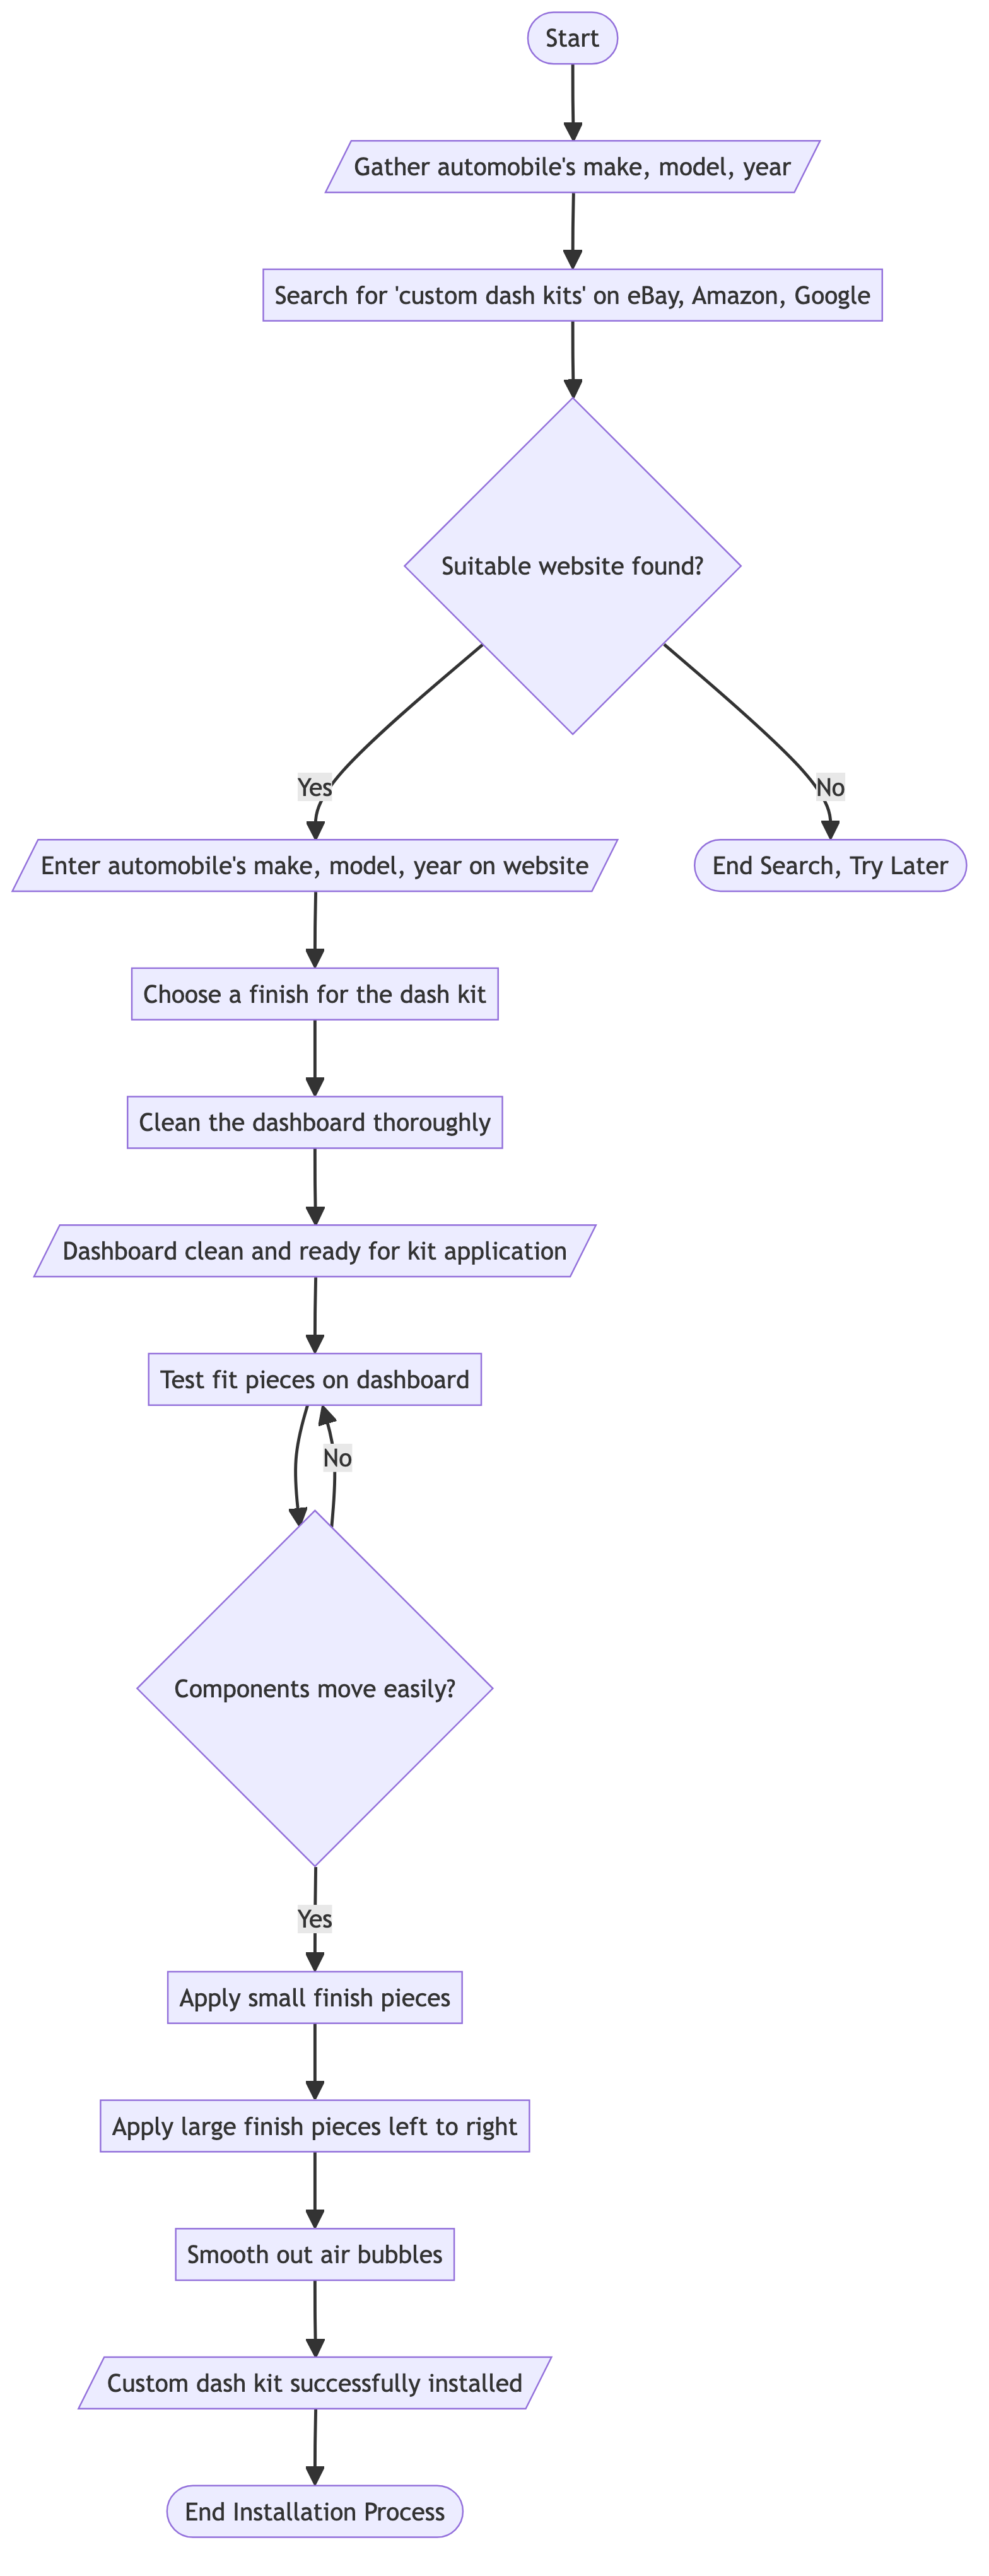 Start
Gather automobile's make, model, year
Search for 'custom dash kits' on eBay, Amazon, Google
Suitable website found?
Yes
No
Enter automobile's make, model, year on website
End Search, Try Later
Choose a finish for the dash kit
Clean the dashboard thoroughly
Dashboard clean and ready for kit application
Test fit pieces on dashboard
No
Components move easily?
Yes
Apply small finish pieces
Apply large finish pieces left to right
Smooth out air bubbles
Custom dash kit successfully installed
End Installation Process